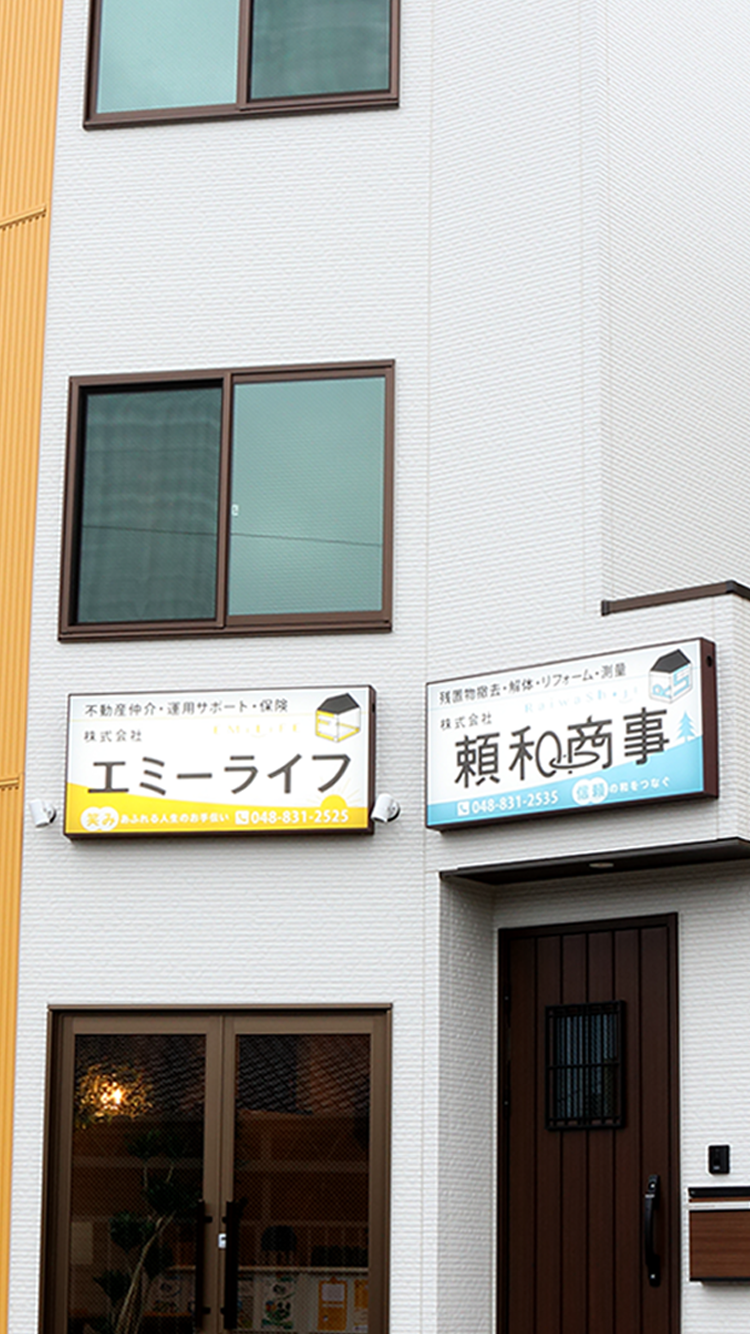 不動産仲介・運用サポート・保険
株式会社
EMiLiFE
エミーライフ
笑みあふれる人生のお手伝い 048-831-2525
残置物撤去・解体・リフォーム・測量
株式会社
RaiwaShoji
頼和商事
048-831-2535 信頼の和をつなぐ